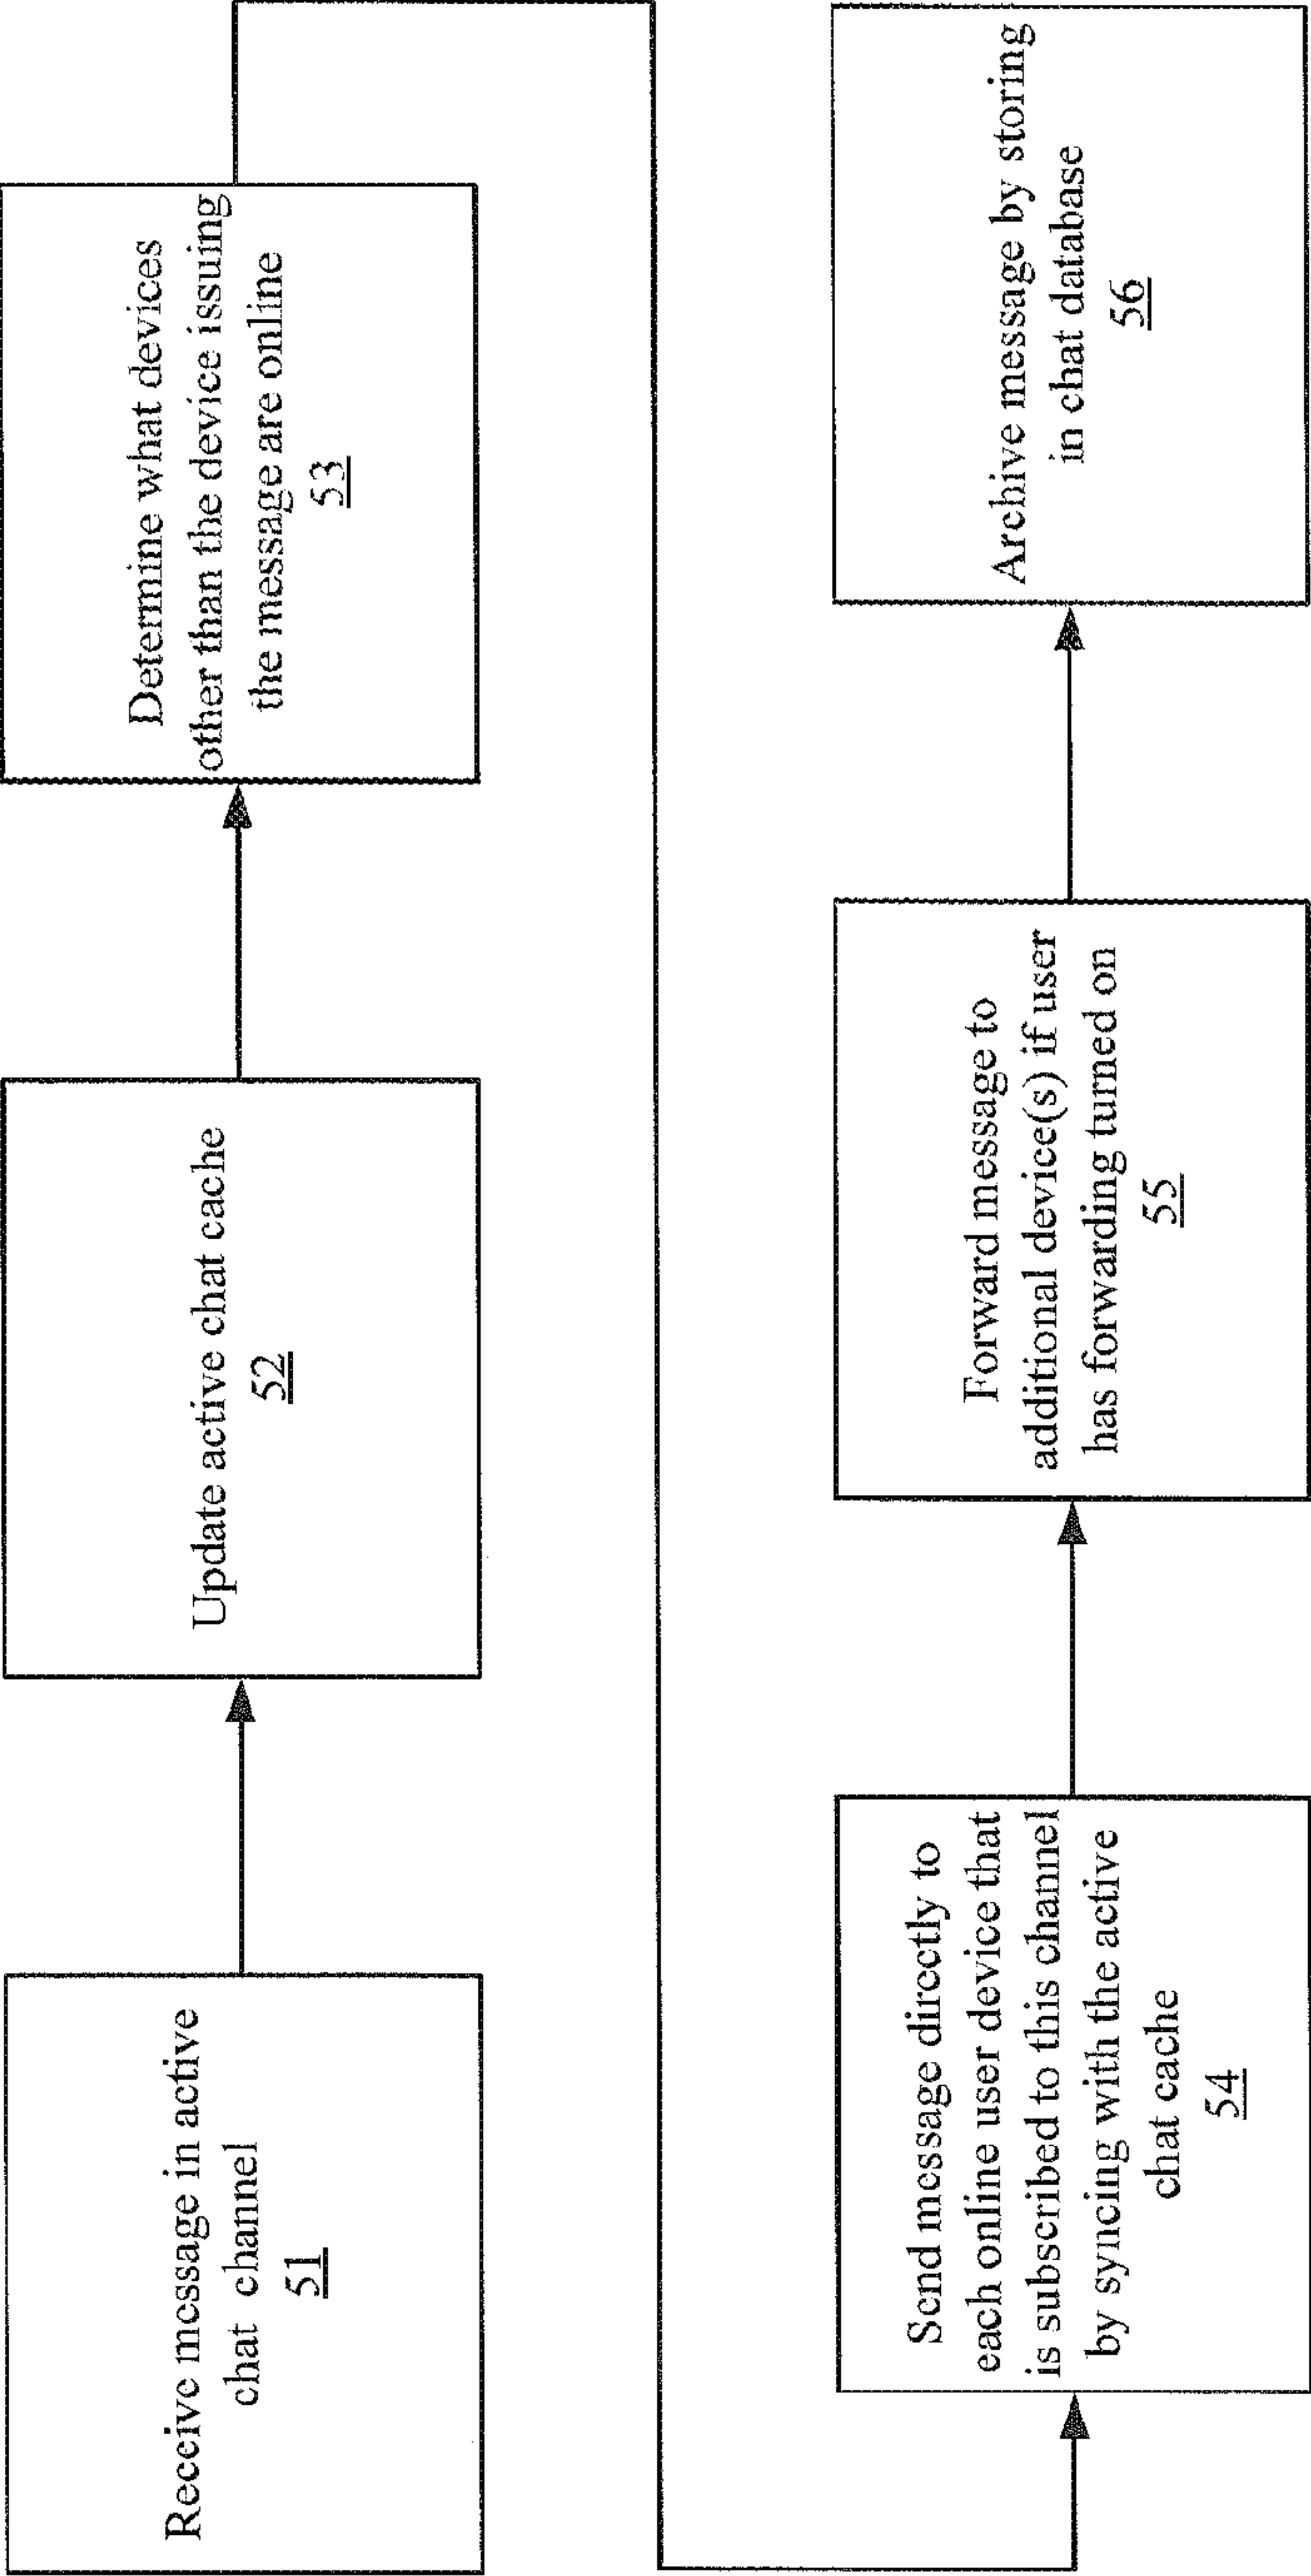 Receive message in active
chat channel
51
Update active chat cache
52
Determine what devices
other than the device issuing
the message are online
53
Send message directly to
each online user device that
is subscribed to this channel
by syncing with the active
chat cache
54
Forward message to
additional device(s) if user
has forwarding turned on
55
Archive message by storing
in chat database
56